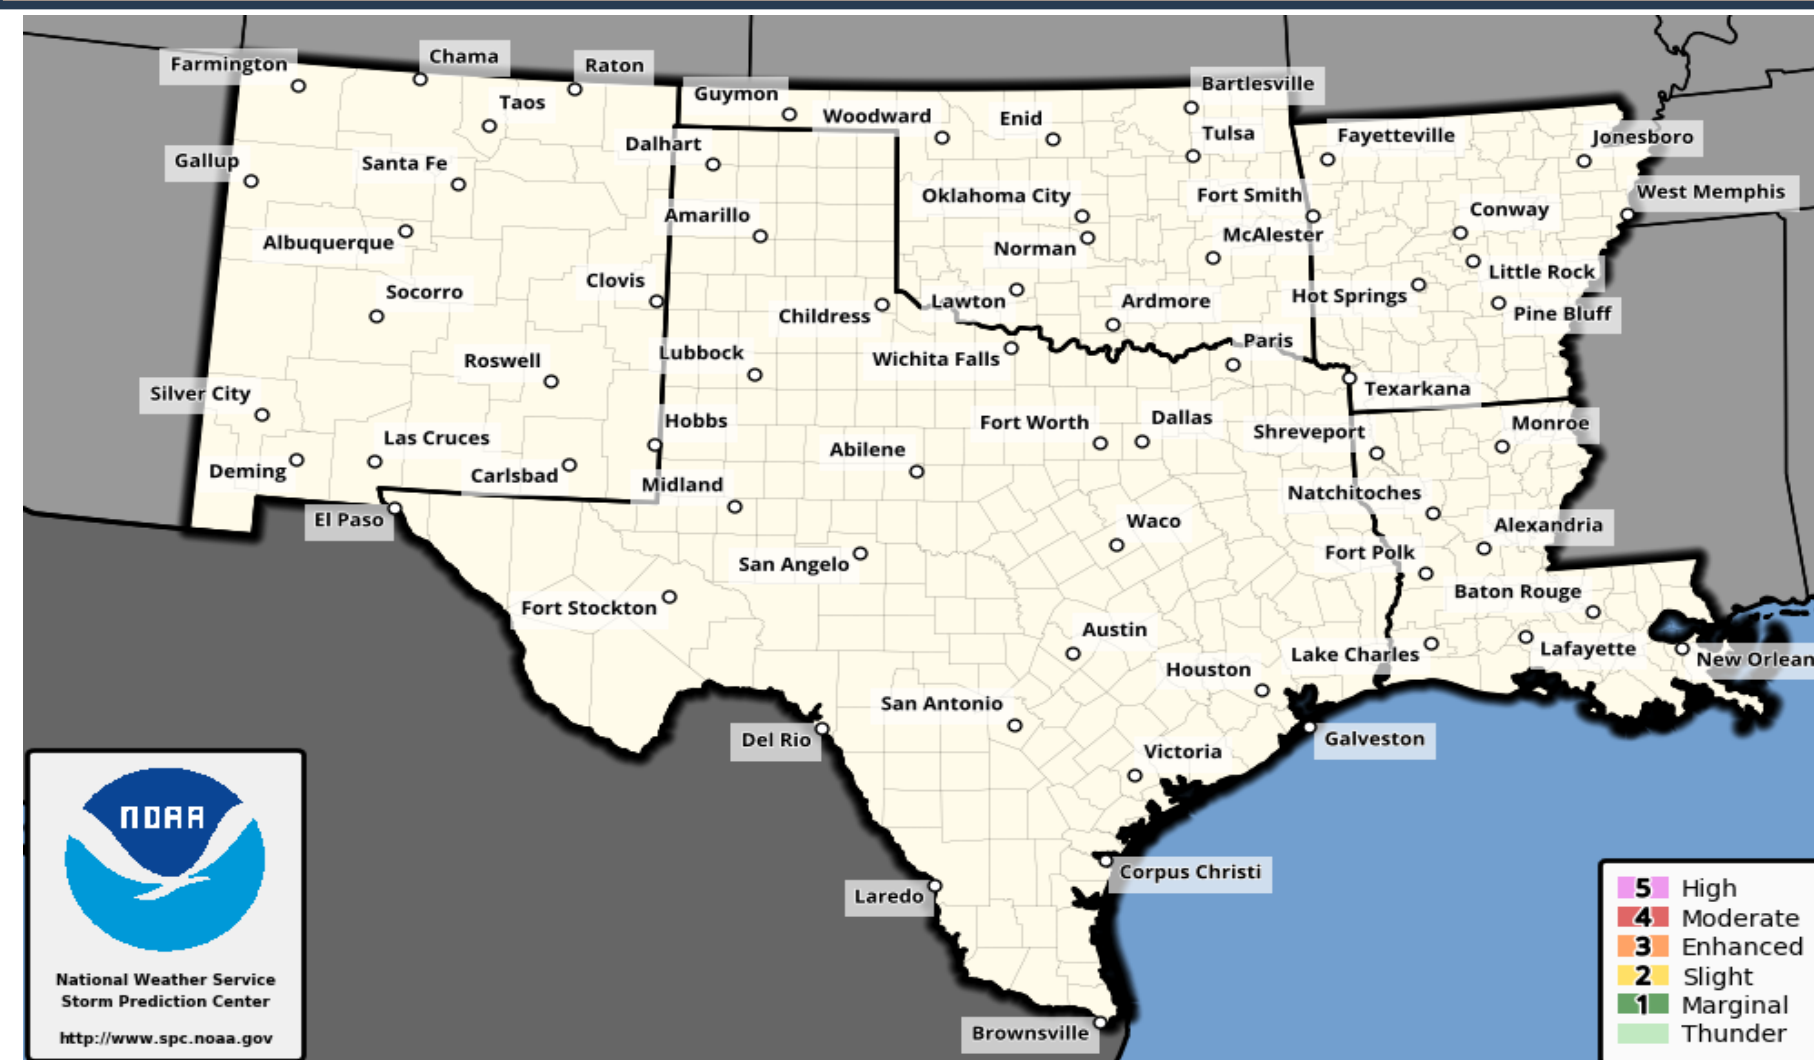 Farmington
Chama
Raton
Taos
Guymon
Woodward
Enid
Bartlesville
Tulsa
Fayetteville
Jonesboro
Dalhart
Gallup
Santa Fe
Oklahoma City
Fort Smith
Conway
West Memphis
Amarillo
Albuquerque
Norman
McAlester
Little Rock
Socorro
Clovis
Childress
Lawton
Ardmore
Hot Springs
Pine Bluff
Roswell
Lubbock
Wichita Falls
Paris
Texarkana
Silver City
Hobbs
Fort Worth
Dallas
Shreveport
Monroe
Las Cruces
Abilene
Deming
Carlsbad
Midland
Natchitoches
El Paso
Waco
Alexandria
San Angelo
Fort Polk
Fort Stockton
Baton Rouge
Austin
Houston
Lake Charles
Lafayette
New Orlean
San Antonio
Del Rio
Victoria
Galveston
Corpus Christi
Laredo
Brownsville
NOAA
National Weather Service
Storm Prediction Center
http://www.spc.noaa.gov
5 High
4 Moderate
3 Enhanced
2 Slight
1 Marginal
Thunder